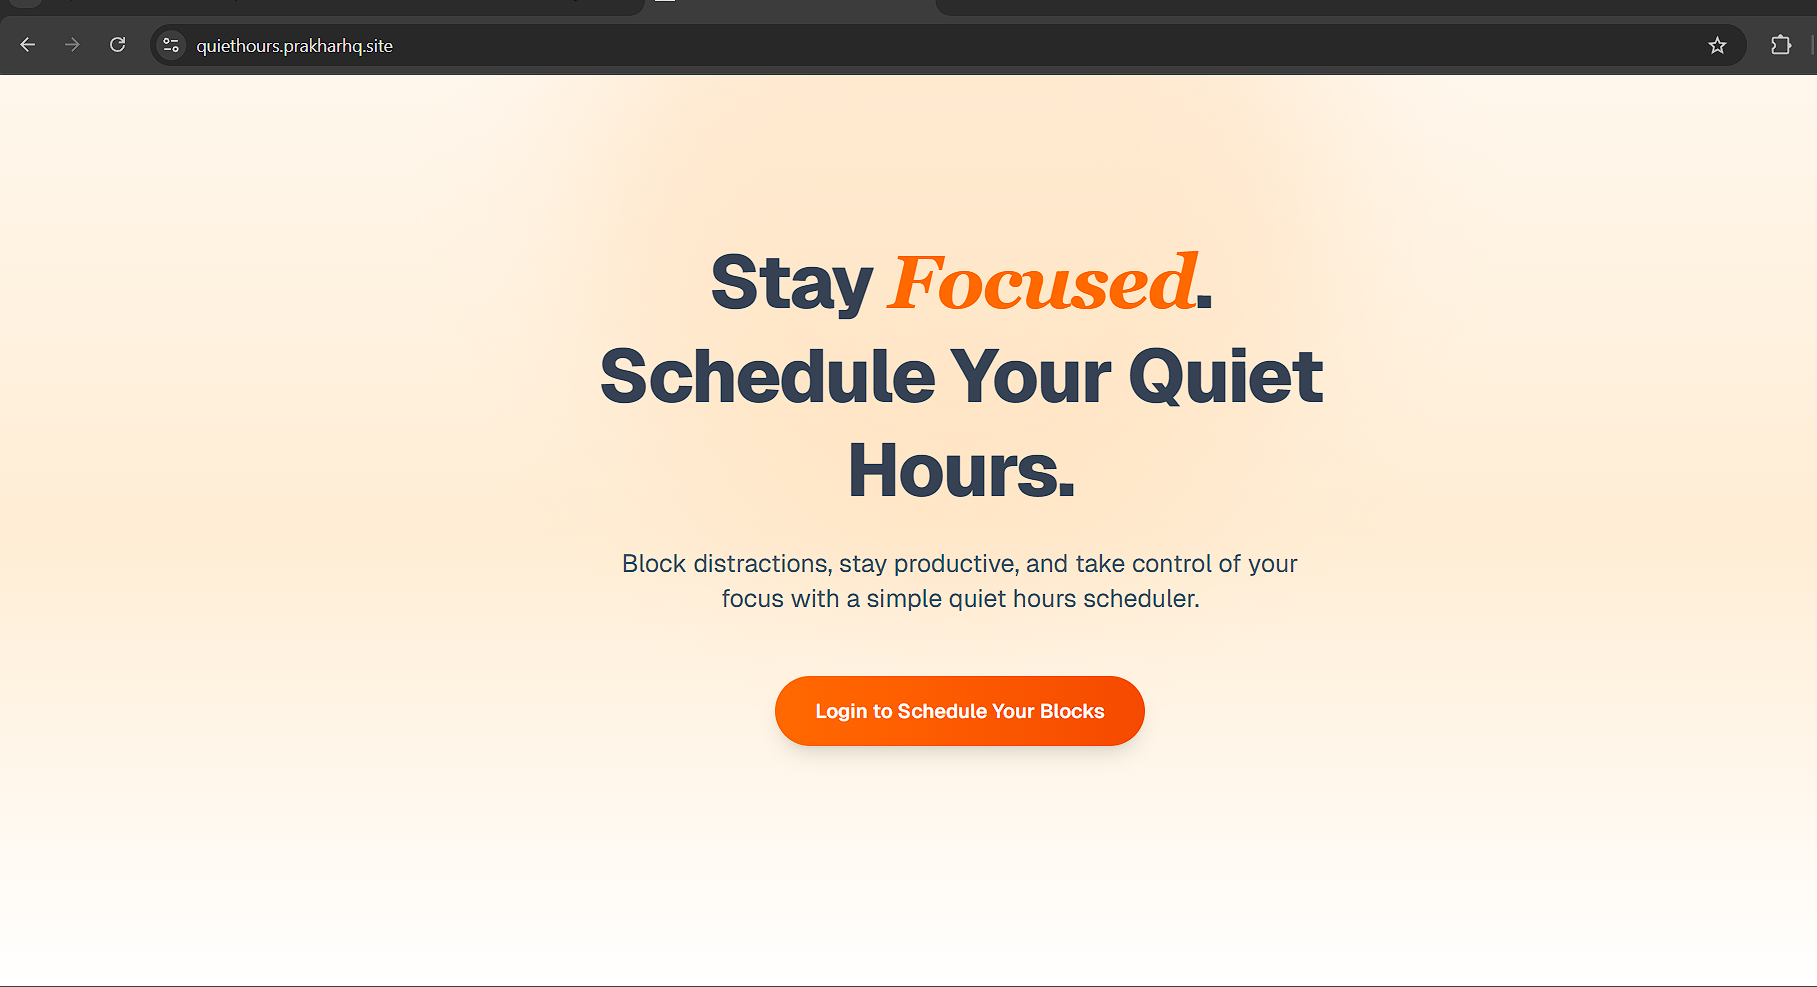 quiethours.prakharhq.site
Stay Focused.
Schedule Your Quiet
Hours.
Block distractions, stay productive, and take control of your
focus with a simple quiet hours scheduler.
Login to Schedule Your Blocks